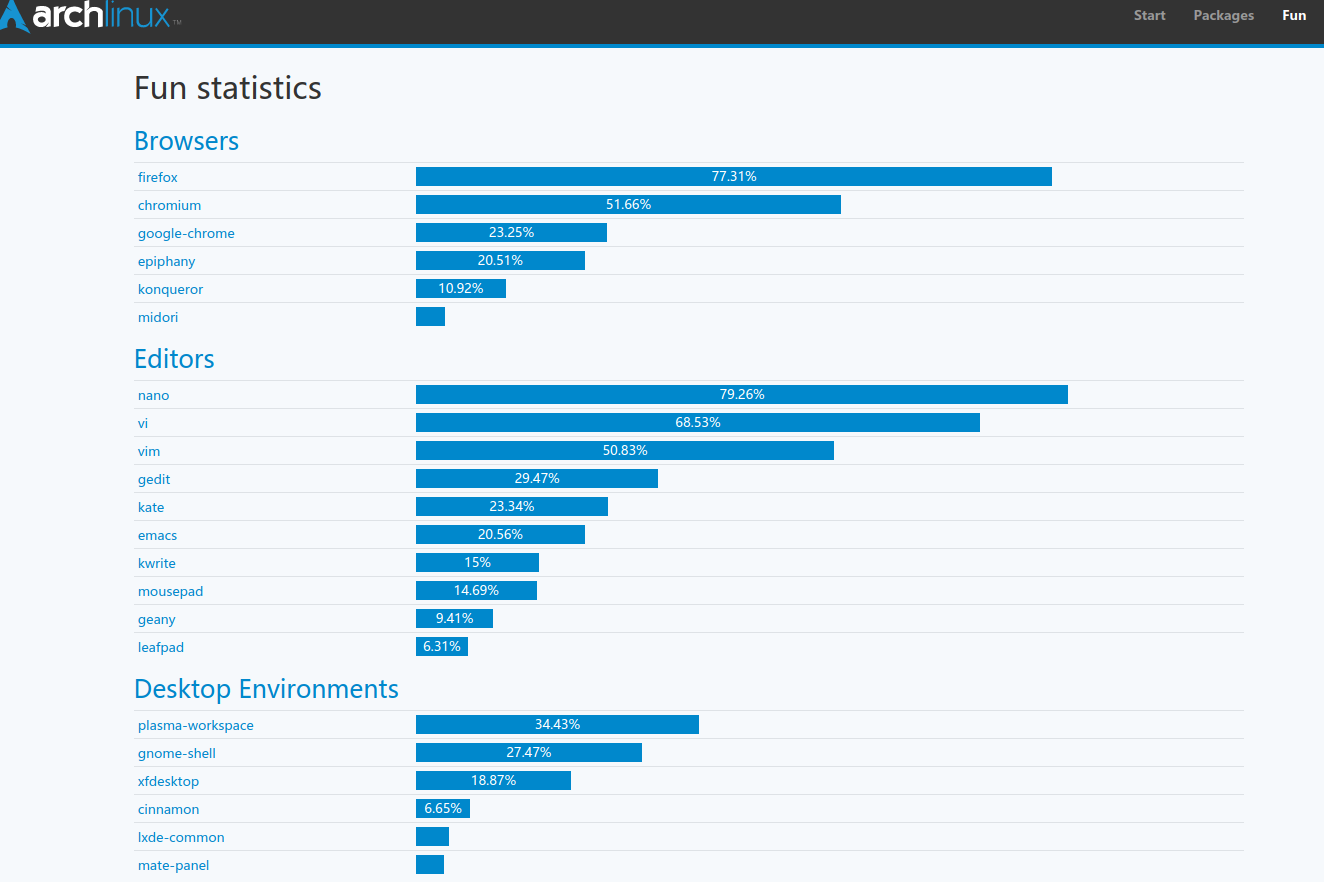 archlinux™
Start Packages Fun
Fun statistics
Browsers
firefox 77.31%
chromium 51.66%
google-chrome 23.25%
epiphany 20.51%
konqueror 10.92%
midori
Editors
nano 79.26%
vi 68.53%
vim 50.83%
gedit 29.47%
kate 23.34%
emacs 20.56%
kwrite 15%
mousepad 14.69%
geany 9.41%
leafpad 6.31%
Desktop Environments
plasma-workspace 34.43%
gnome-shell 27.47%
xfdesktop 18.87%
cinnamon 6.65%
lxde-common
mate-panel